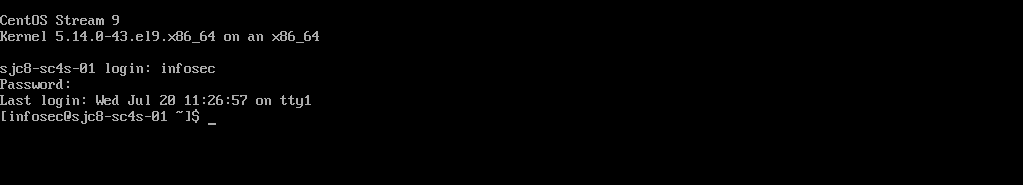 CentOS Stream 9
Kernel 5.14.0-43.el9.x86_64 on an x86_64
sjc8-sc4s-01 login: infosec
Password:
Last login: Wed Jul 20 11:26:57 on tty1
[infosec@sjc8-sc4s-01 ~]$ _